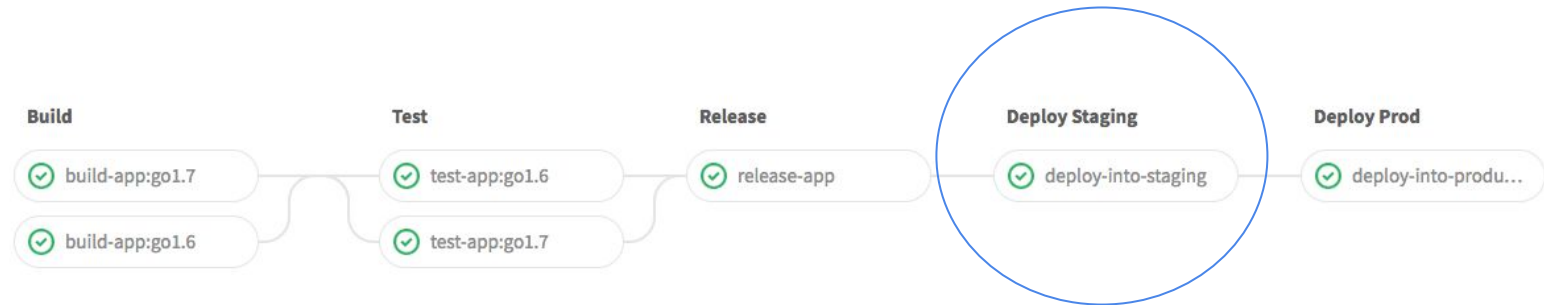 Build
build-app:go1.7
build-app:go1.6
Test
test-app:go1.6
test-app:go1.7
Release
release-app
Deploy Staging
deploy-into-staging
Deploy Prod
deploy-into-produ...